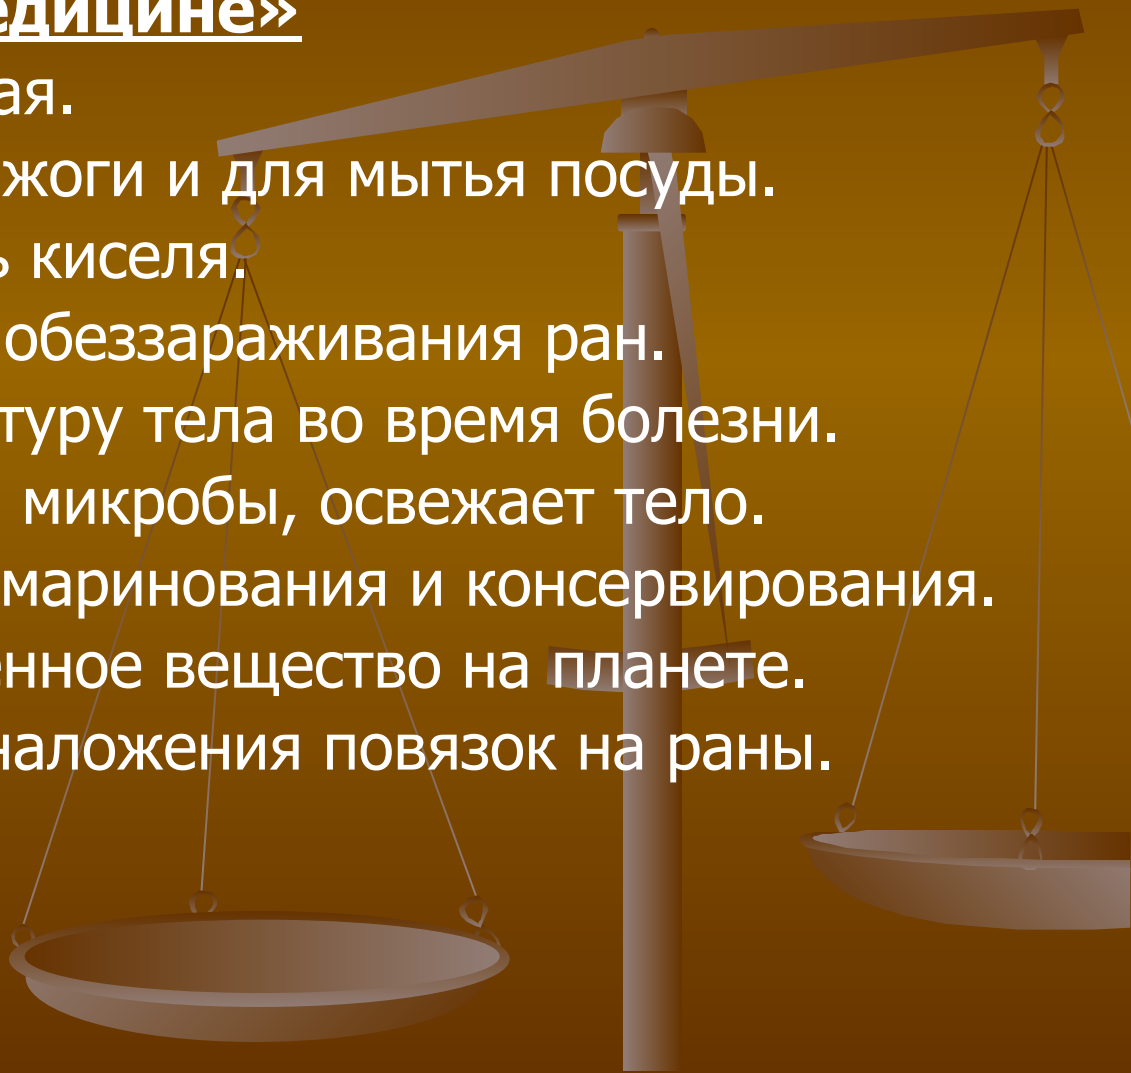 едицине»
ая.
жоги и для мытья посуды.
ь киселя.
обеззараживания ран.
туру тела во время болезни.
микробы, освежает тело.
маринования и консервирования.
енное вещество на планете.
наложения повязок на раны.